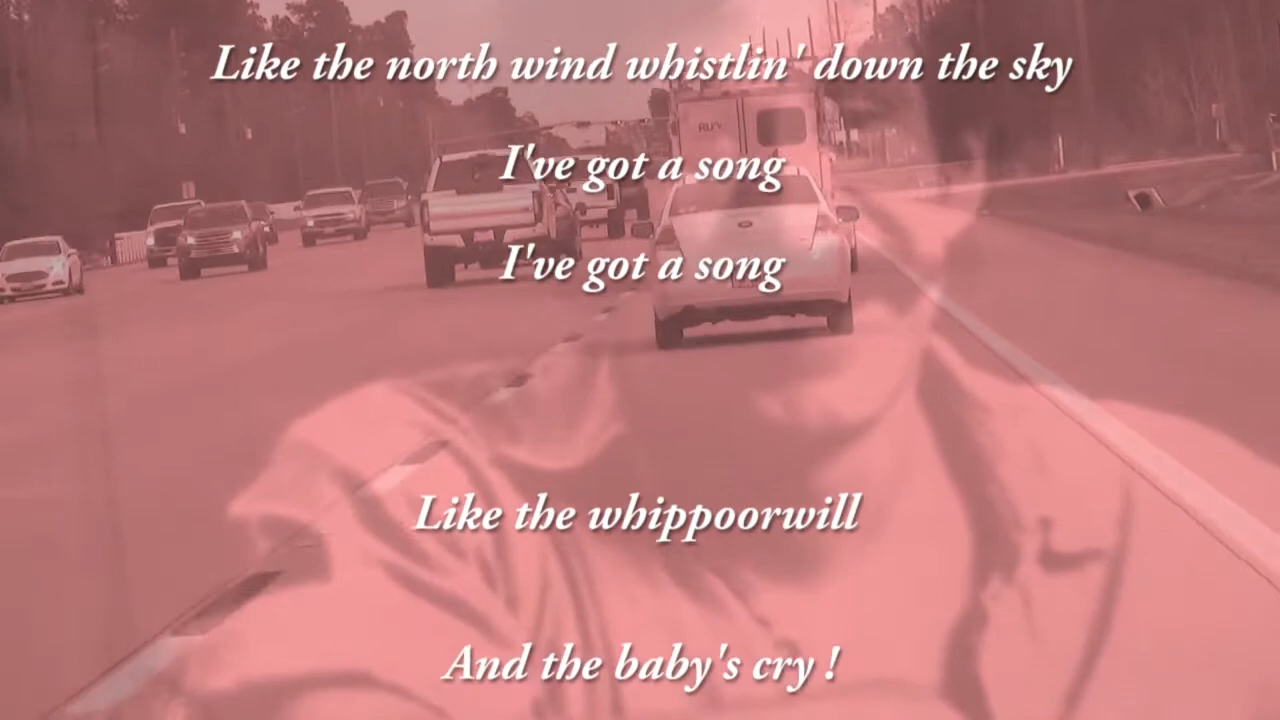 Like the north wind whistlin' down the sky
I've got a song
I've got a song
Like the whippoorwill
And the baby's cry !